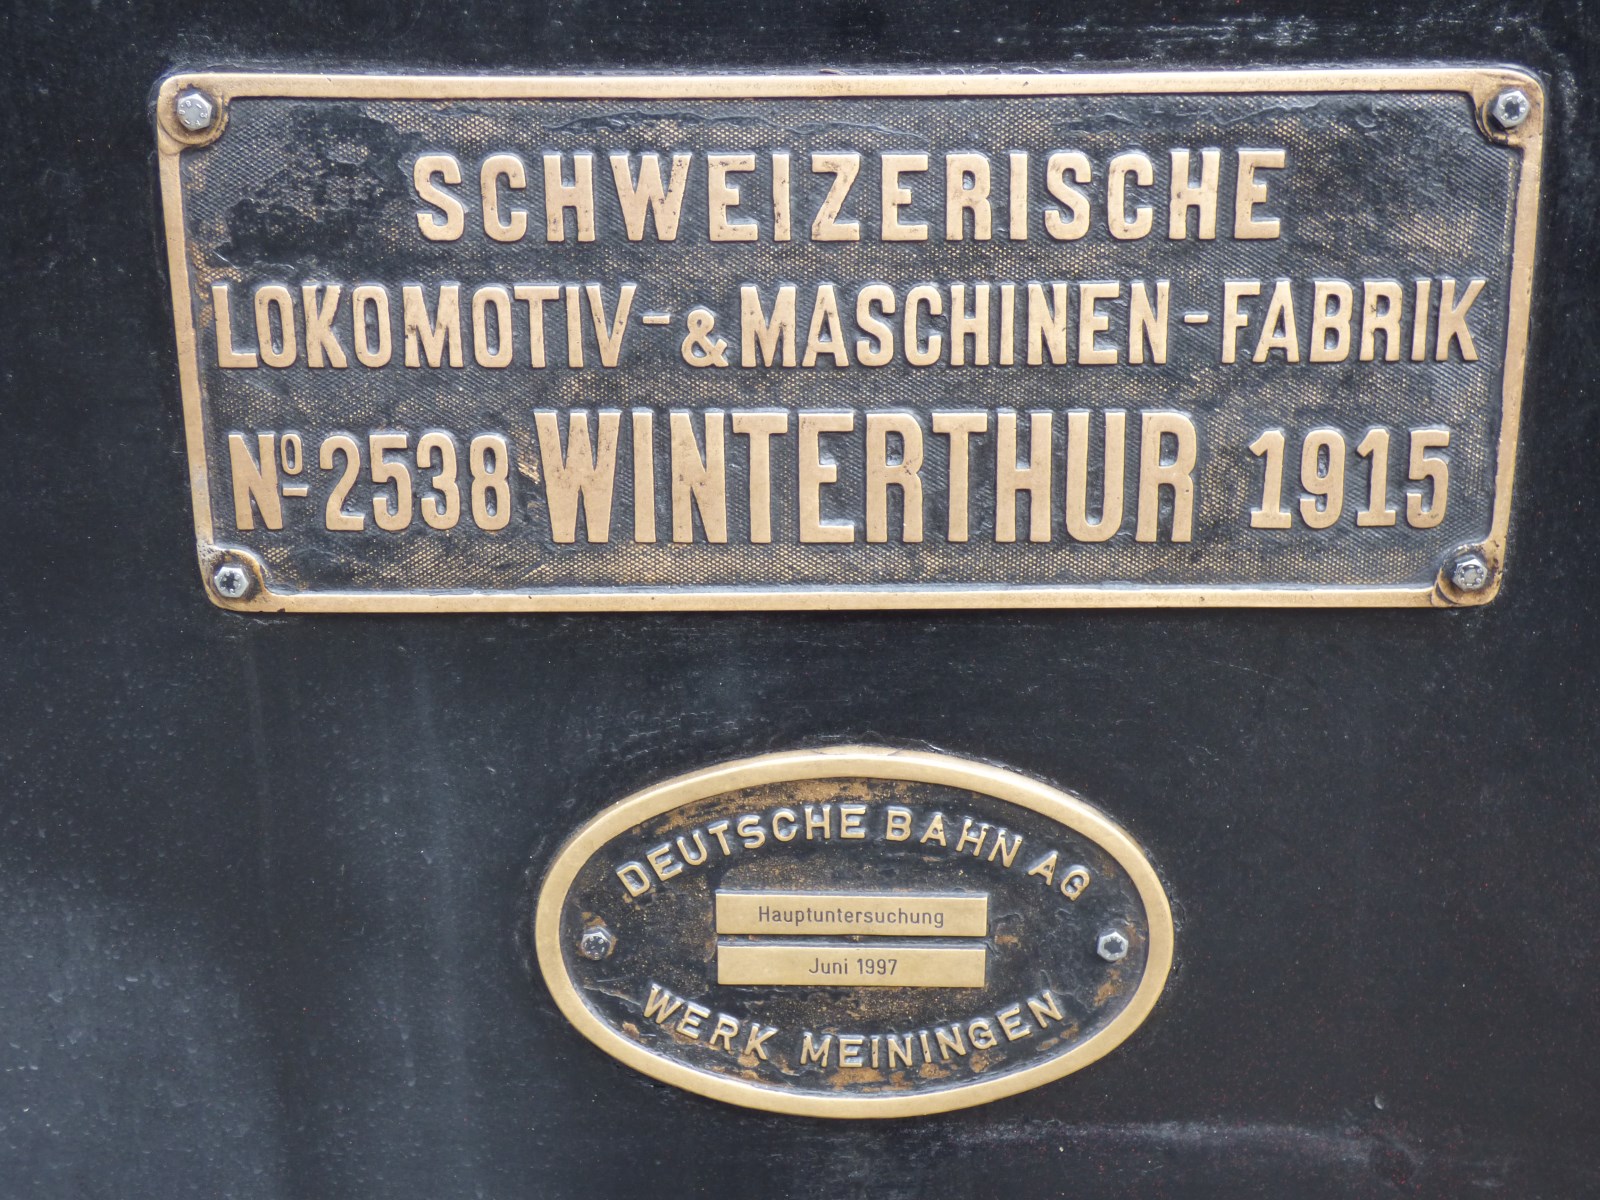 SCHWEIZERISCHE
LOKOMOTIV-&MASCHINEN-FABRIK
Nº 2538 WINTERTHUR 1915
DEUTSCHE BAHN AG
Hauptuntersuchung
Juni 1997
WERK MEININGEN